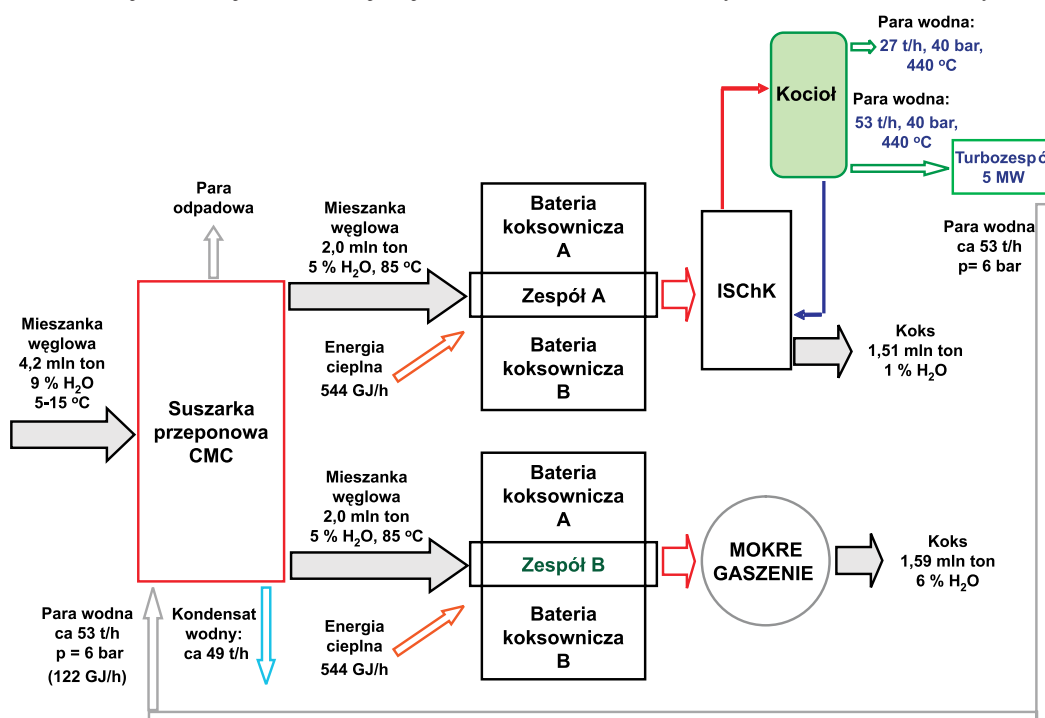 Para wodna:
27 t/h, 40 bar,
440 °C
Kocioł
Para wodna:
53 t/h, 40 bar,
440 °C
Turbozespó
5 MW
Para
odpadowa
Mieszanka
węglowa
2,0 mln ton
5 % H₂O, 85 °C
Bateria
koksownicza
A
Zespół A
Bateria
koksownicza
B
ISChK
Para wodna
ca 53 t/h
p= 6 bar
Mieszanka
węglowa
4,2 mln ton
9 % H₂O
5-15 °C
Energia
cieplna
544 GJ/h
Koks
1,51 mln ton
1 % H₂O
Suszarka
przeponowa
CMC
Mieszanka
węglowa
2,0 mln ton
5 % H₂O, 85 °C
Bateria
koksownicza
A
Zespół B
Bateria
koksownicza
B
MOKRE
GASZENIE
Koks
1,59 mln ton
6 % H₂O
Para wodna
ca 53 t/h
p = 6 bar
(122 GJ/h)
Kondensat
wodny:
ca 49 t/h
Energia
cieplna
544 GJ/h